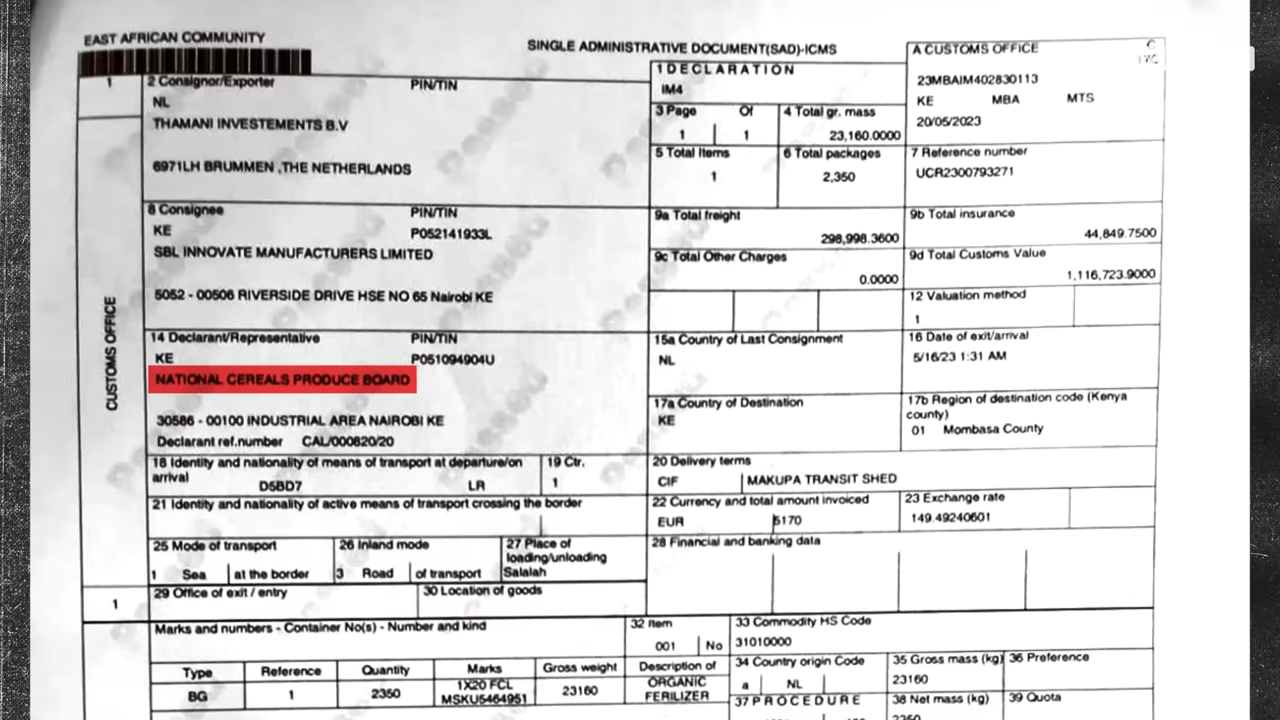 EAST AFRICAN COMMUNITY
SINGLE ADMINISTRATIVE DOCUMENT(SAD)-ICMS
A CUSTOMS OFFICE
23MBAIM402830113
KE MBA MTS
20/05/2023
1
2 Consignor/Exporter PIN/TIN
NL
THAMANI INVESTEMENTS B.V
6971LH BRUMMEN ,THE NETHERLANDS
1 DECLARATION
IM4
3 Page Of
1 1
4 Total gr. mass
23,160.0000
5 Total Items
1
6 Total packages
2,350
7 Reference number
UCR2300793271
8 Consignee PIN/TIN
KE P052141933L
SBL INNOVATE MANUFACTURERS LIMITED
5052 - 00506 RIVERSIDE DRIVE HSE NO 65 Nairobi KE
9a Total freight
298,998.3600
9b Total insurance
44,849.7500
9c Total Other Charges
0.0000
9d Total Customs Value
1,116,723.9000
12 Valuation method
1
CUSTOMS OFFICE
14 Declarant/Representative PIN/TIN
KE P051094904U
NATIONAL CEREALS PRODUCE BOARD
30586 - 00100 INDUSTRIAL AREA NAIROBI KE
Declarant ref.number CAL/000820/20
15a Country of Last Consignment
NL
16 Date of exit/arrival
5/16/23 1:31 AM
17a Country of Destination
KE
17b Region of destination code (Kenya
county)
01 Mombasa County
18 Identity and nationality of means of transport at departure/on
arrival
D5BD7 LR
19 Ctr.
1
20 Delivery terms
CIF MAKUPA TRANSIT SHED
21 Identity and nationality of active means of transport crossing the border
22 Currency and total amount invoiced
EUR 5170
23 Exchange rate
149.49240601
25 Mode of transport
1 Sea at the border
26 Inland mode
3 Road of transport
27 Place of
loading/unloading
Salalah
28 Financial and banking data
29 Office of exit / entry
30 Location of goods
1
Marks and numbers - Container No(s) - Number and kind
32 Item
001 No
33 Commodity HS Code
31010000
Type Reference Quantity Marks Gross weight Description of
BG 1 2350 1X20 FCL 23160 ORGANIC
MSKU5464951 FERILIZER
34 Country origin Code
a NL
35 Gross mass (kg)
23160
36 Preference
37 PROCEDURE
38 Net mass (kg)
39 Quota